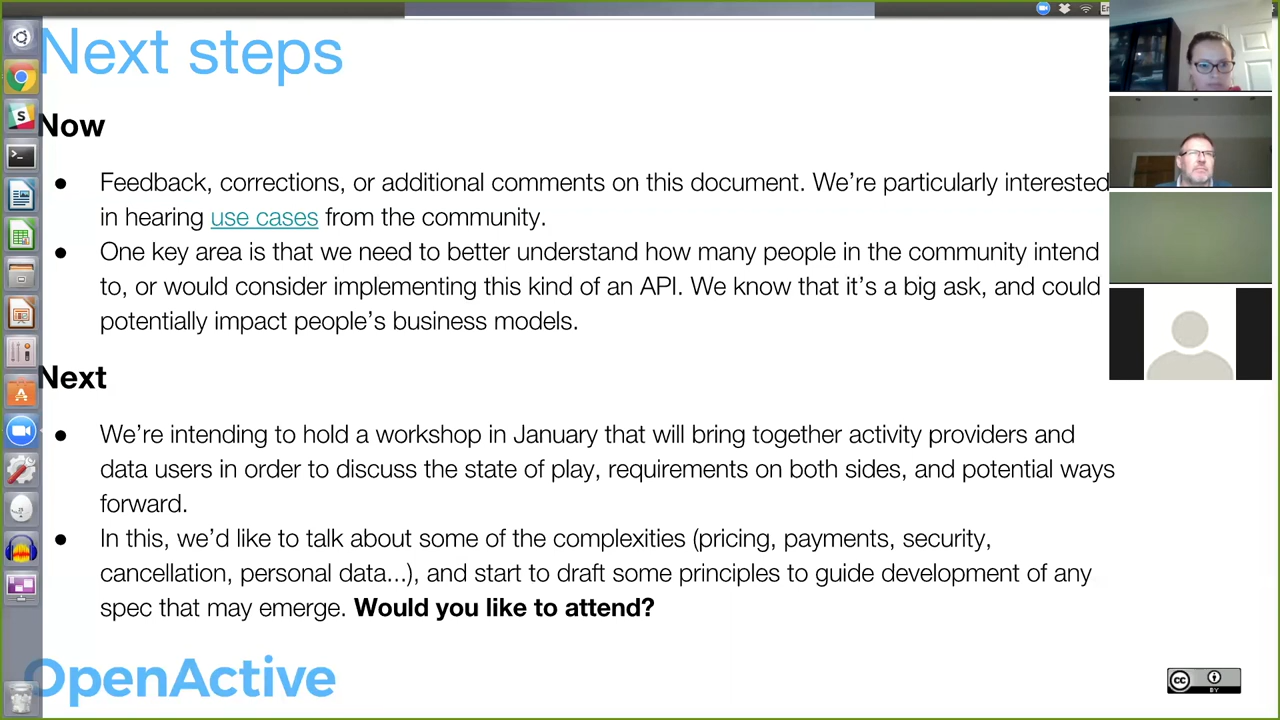 Next steps
Now
● Feedback, corrections, or additional comments on this document. We’re particularly interested
in hearing use cases from the community.
● One key area is that we need to better understand how many people in the community intend
to, or would consider implementing this kind of an API. We know that it’s a big ask, and could
potentially impact people’s business models.
Next
● We’re intending to hold a workshop in January that will bring together activity providers and
data users in order to discuss the state of play, requirements on both sides, and potential ways
forward.
● In this, we’d like to talk about some of the complexities (pricing, payments, security,
cancellation, personal data...), and start to draft some principles to guide development of any
spec that may emerge. Would you like to attend?
OpenActive
cc
BY